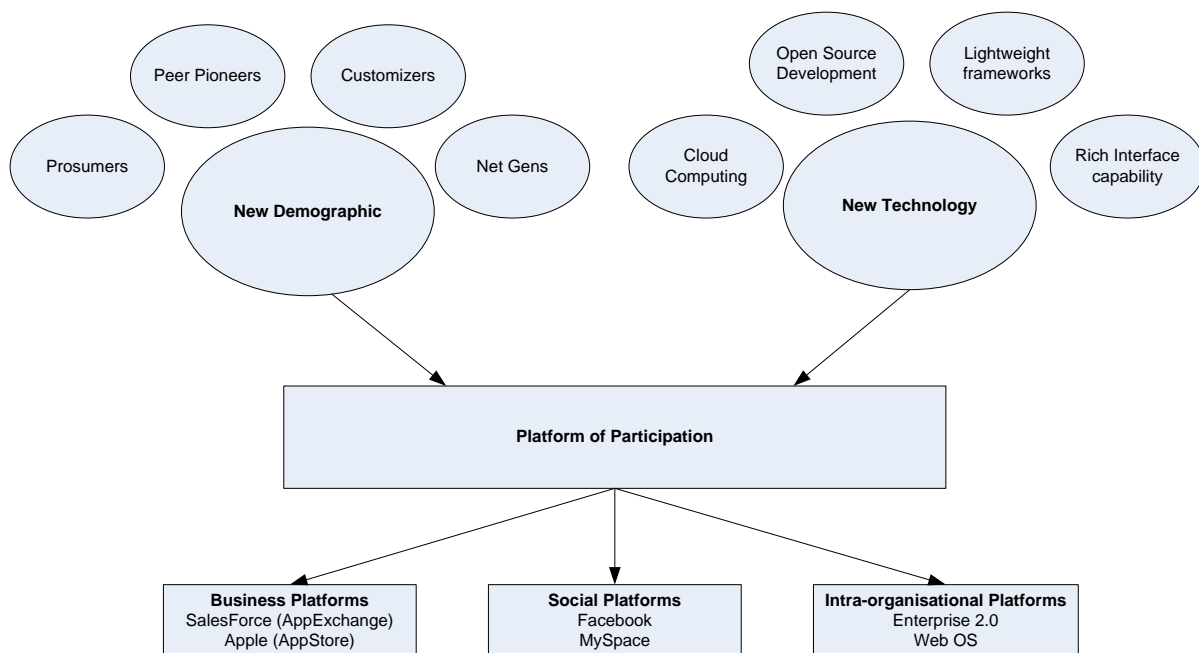 Peer Pioneers
Customizers
Prosumers
Net Gens
New Demographic
Open Source
Development
Lightweight
frameworks
Cloud
Computing
Rich Interface
capability
New Technology
Platform of Participation
Business Platforms
SalesForce (AppExchange)
Apple (AppStore)
Social Platforms
Facebook
MySpace
Intra-organisational Platforms
Enterprise 2.0
Web OS